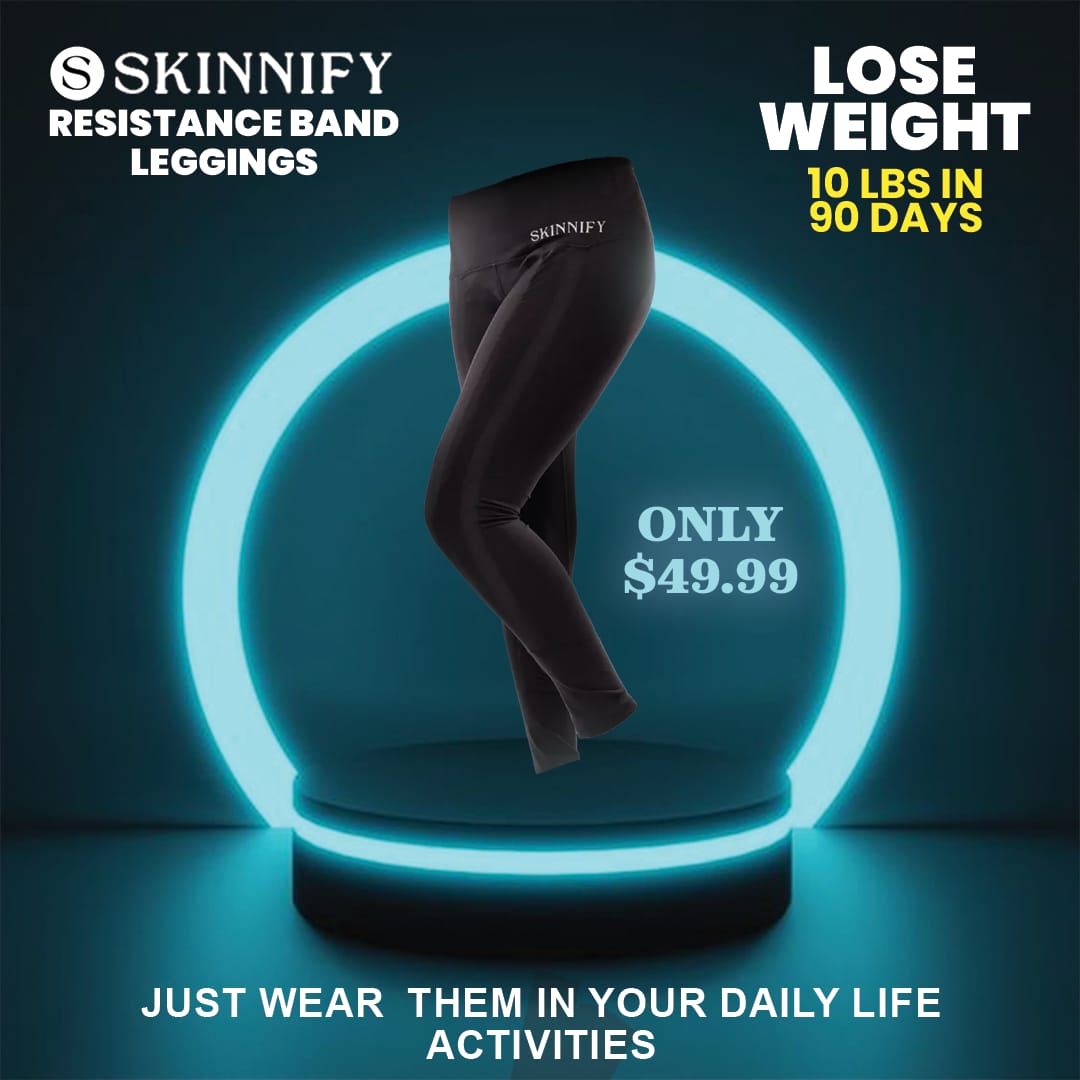 S SKINNIFY
RESISTANCE BAND
LEGGINGS
LOSE
WEIGHT
10 LBS IN
90 DAYS
SKINNIFY
ONLY
$49.99
JUST WEAR  THEM IN YOUR DAILY LIFE
ACTIVITIES